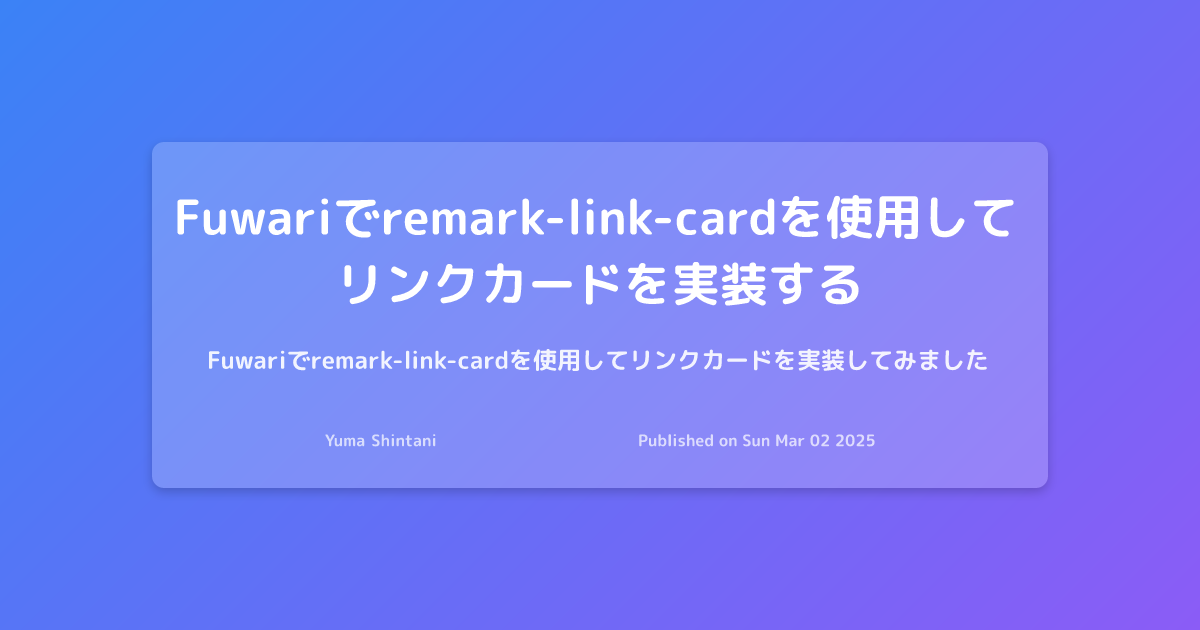 Fuwariでremark-link-cardを使用して
リンクカードを実装する
Fuwariでremark-link-cardを使用してリンクカードを実装してみました
Yuma Shintani
Published on Sun Mar 02 2025